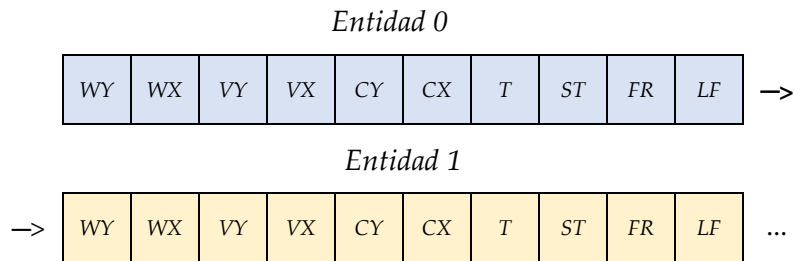 Entidad 0
WY WX VY VX CY CX T ST FR LF —>
Entidad 1
—> WY WX VY VX CY CX T ST FR LF ...